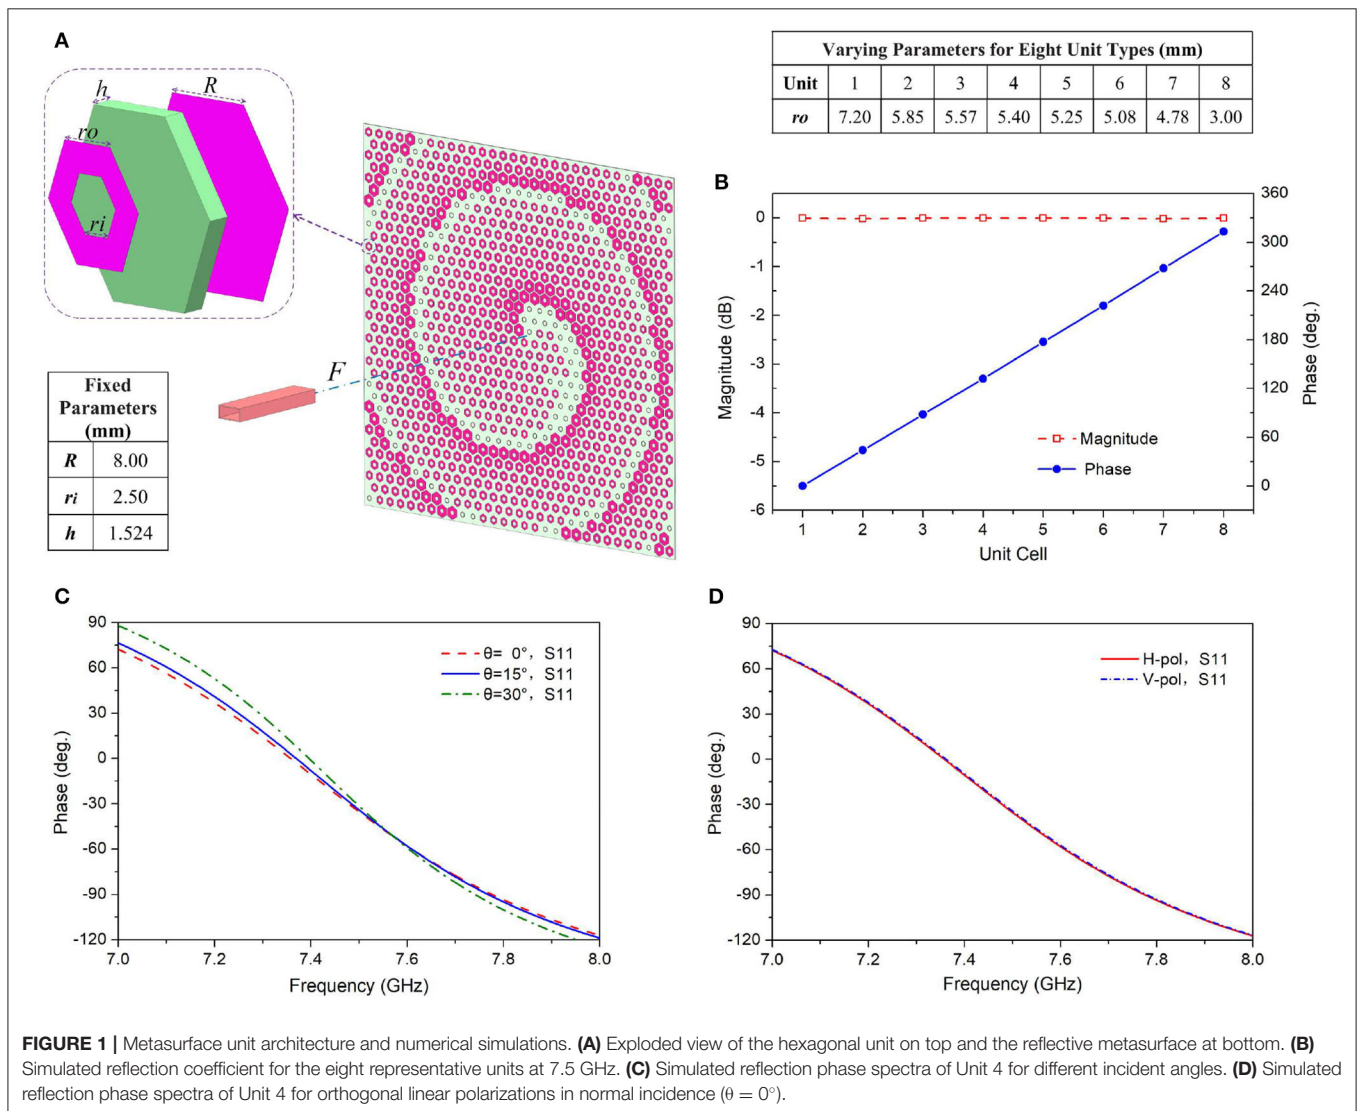 A
h
R
ro
ri
F
Fixed
Parameters
(mm)
R 8.00
ri 2.50
h 1.524
Varying Parameters for Eight Unit Types (mm)
Unit 1 2 3 4 5 6 7 8
ro 7.20 5.85 5.57 5.40 5.25 5.08 4.78 3.00
B
0
-1
-2
-3
-4
-5
-6
Magnitude (dB)
360
300
240
180
120
60
0
Phase (deg.)
Magnitude
Phase
1 2 3 4 5 6 7 8
Unit Cell
C
90
60
30
0
-30
-60
-90
-120
Phase (deg.)
θ= 0°, S11
θ=15°, S11
θ=30°, S11
7.0 7.2 7.4 7.6 7.8 8.0
Frequency (GHz)
D
90
60
30
0
-30
-60
-90
-120
Phase (deg.)
H-pol, S11
V-pol, S11
7.0 7.2 7.4 7.6 7.8 8.0
Frequency (GHz)
FIGURE 1 | Metasurface unit architecture and numerical simulations. (A) Exploded view of the hexagonal unit on top and the reflective metasurface at bottom. (B)
Simulated reflection coefficient for the eight representative units at 7.5 GHz. (C) Simulated reflection phase spectra of Unit 4 for different incident angles. (D) Simulated
reflection phase spectra of Unit 4 for orthogonal linear polarizations in normal incidence (θ = 0°).